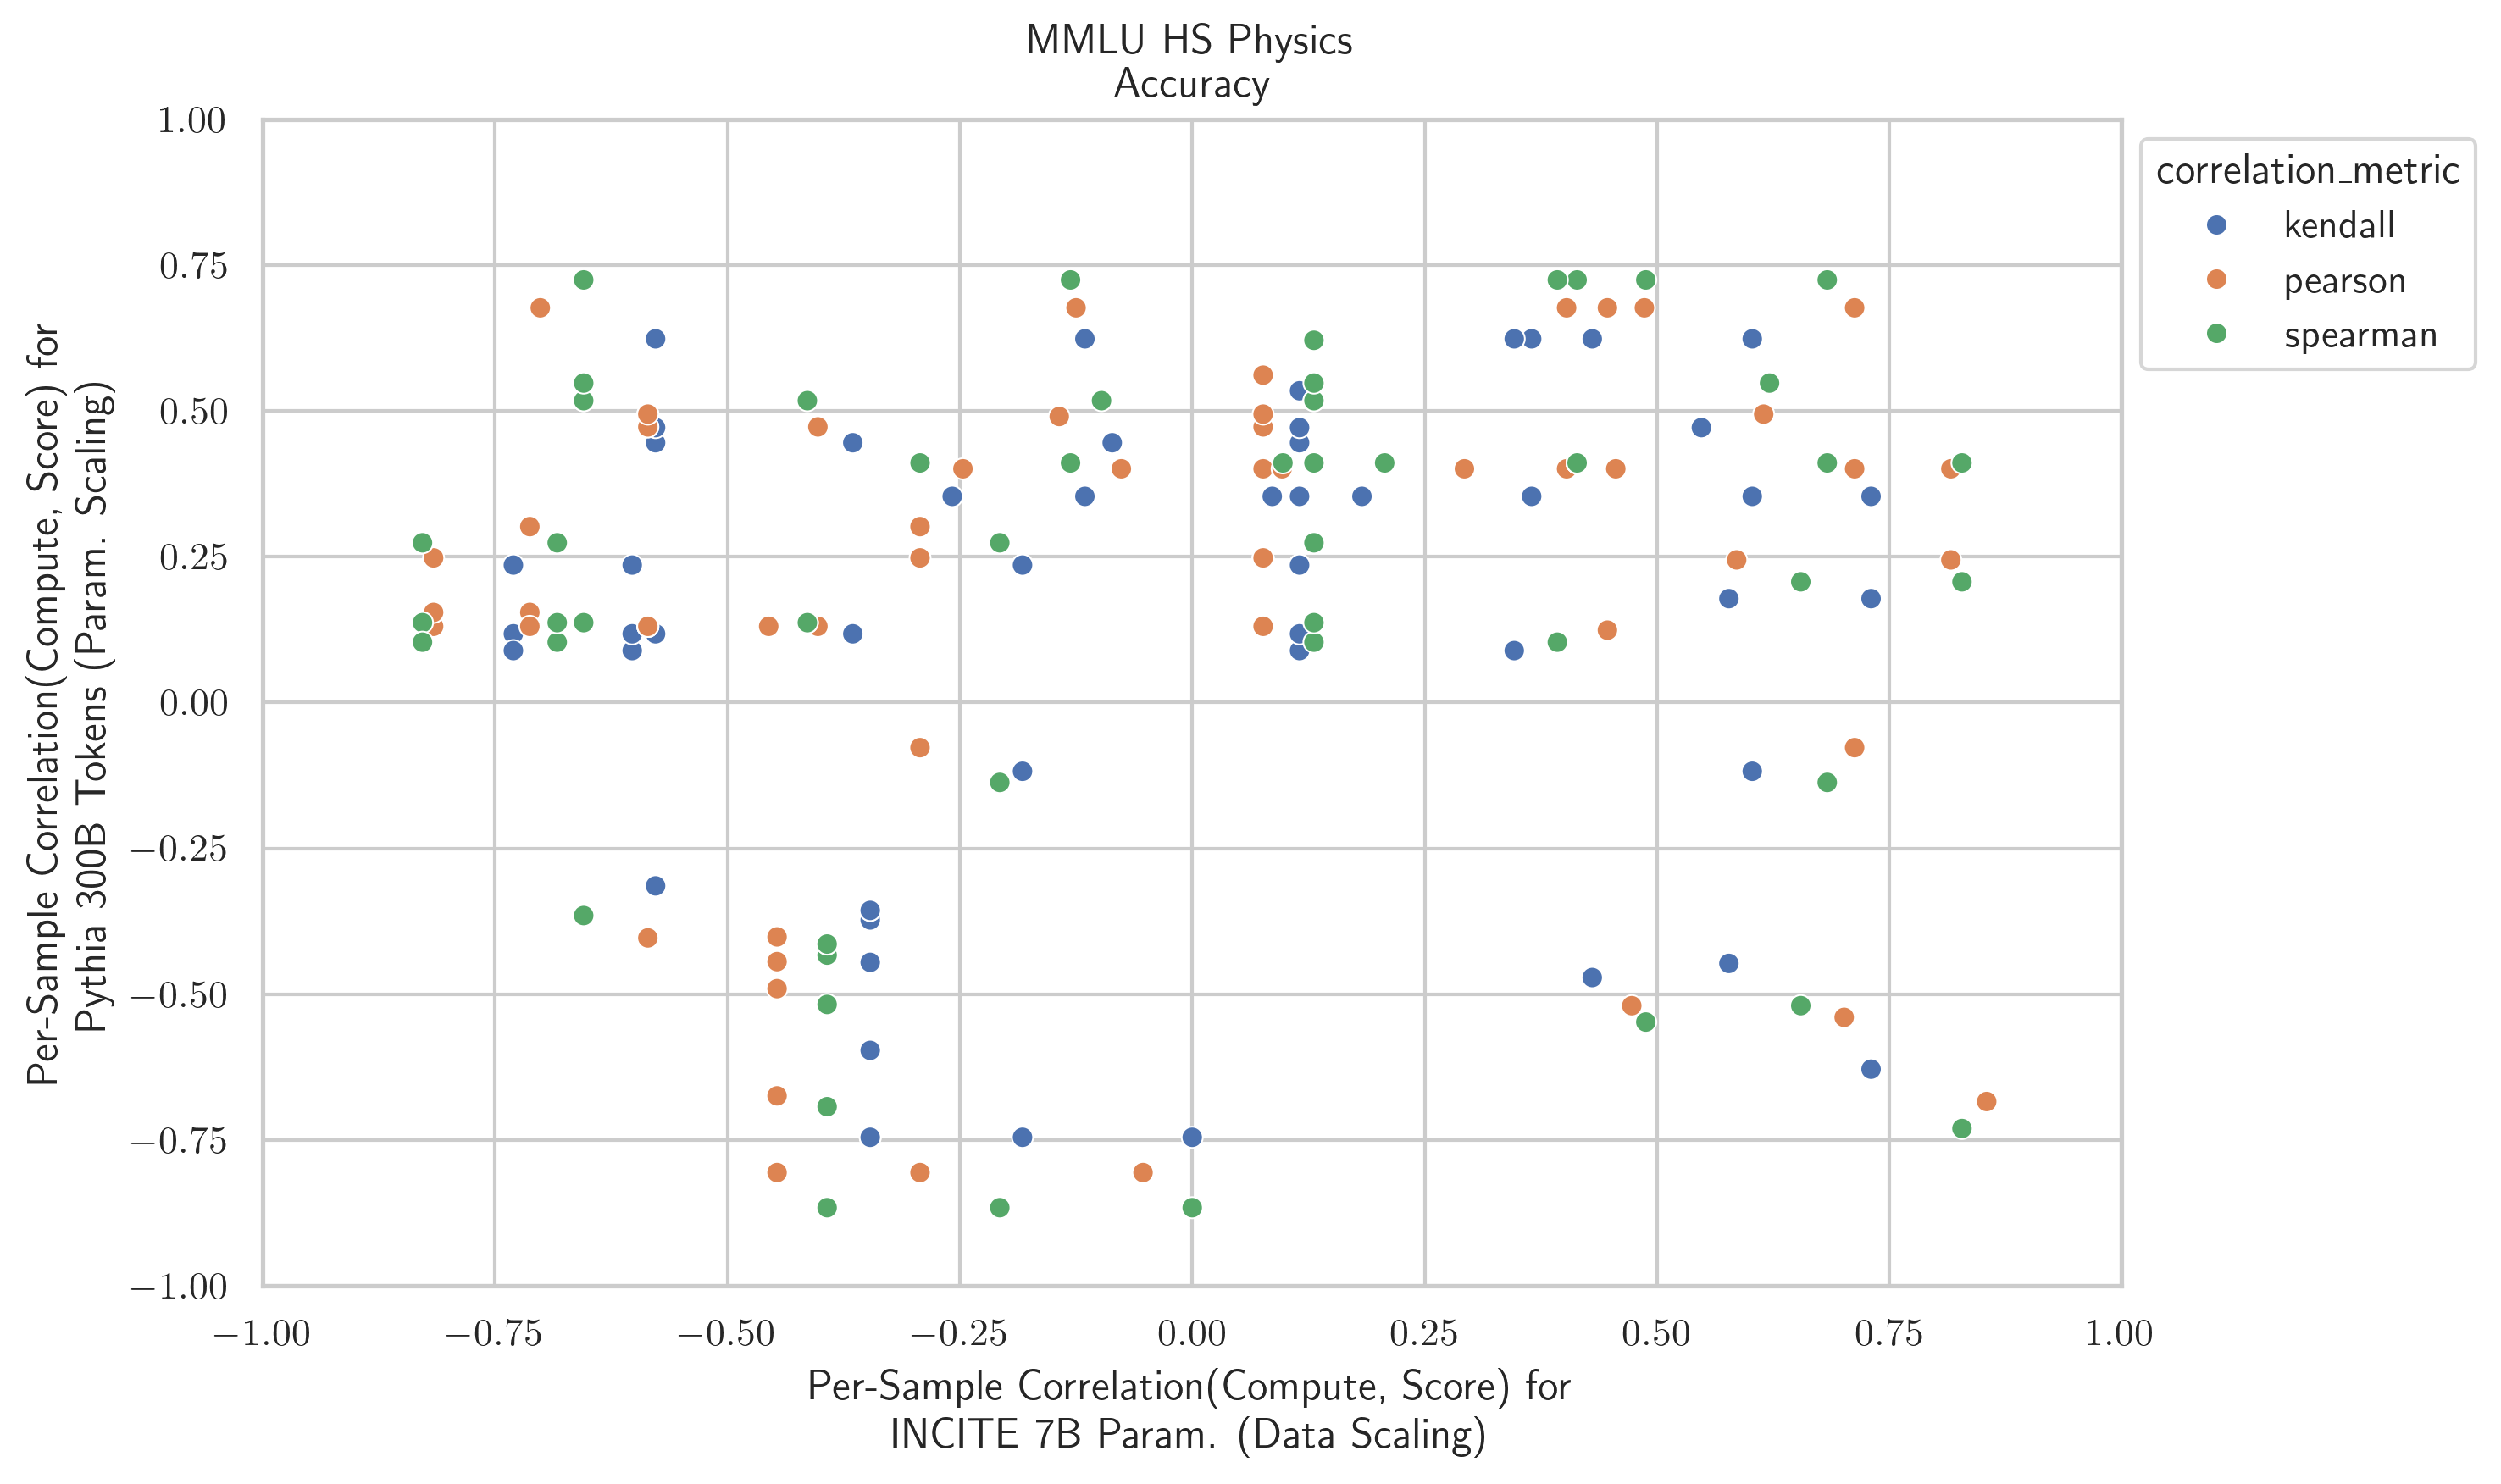 MMLU HS Physics
Accuracy
1.00
0.75
0.50
0.25
0.00
−0.25
−0.50
−0.75
−1.00
Per-Sample Correlation(Compute, Score) for
Pythia 300B Tokens (Param. Scaling)
−1.00
−0.75
−0.50
−0.25
0.00
0.25
0.50
0.75
1.00
Per-Sample Correlation(Compute, Score) for
INCITE 7B Param. (Data Scaling)
correlation_metric
kendall
pearson
spearman